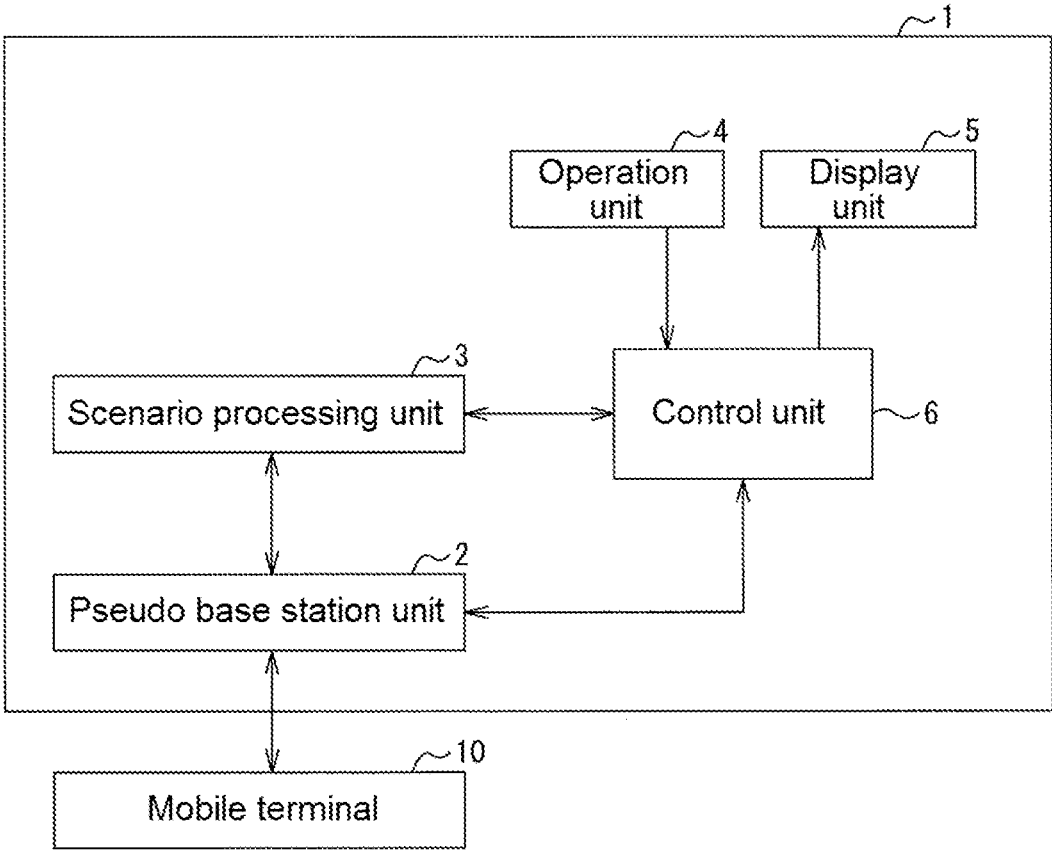 1
4
5
Operation
unit
Display
unit
3
Scenario processing unit
Control unit
6
2
Pseudo base station unit
10
Mobile terminal